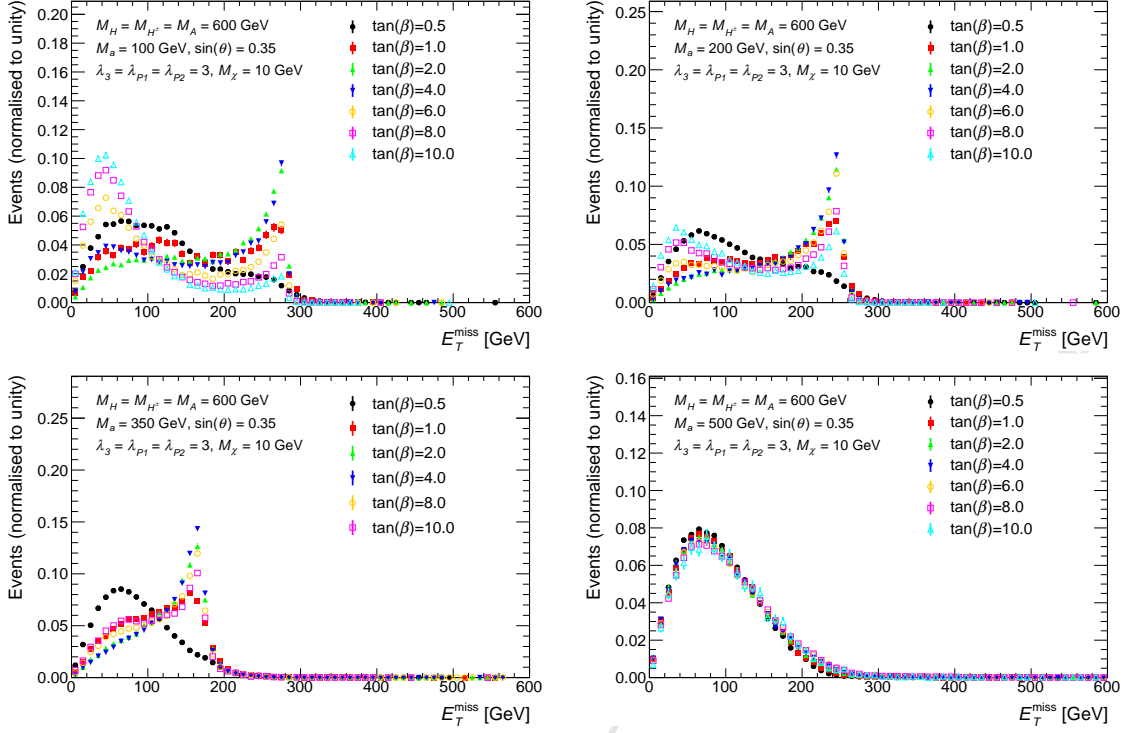 M_H = M_{H^±} = M_A = 600 GeV
M_a = 100 GeV, sin(θ) = 0.35
λ_3 = λ_{P1} = λ_{P2} = 3, M_χ = 10 GeV
tan(β)=0.5
tan(β)=1.0
tan(β)=2.0
tan(β)=4.0
tan(β)=6.0
tan(β)=8.0
tan(β)=10.0
Events (normalised to unity)
0.20
0.18
0.16
0.14
0.12
0.10
0.08
0.06
0.04
0.02
0.00
0 100 200 300 400 500 600
E_T^miss [GeV]
M_H = M_{H^±} = M_A = 600 GeV
M_a = 200 GeV, sin(θ) = 0.35
λ_3 = λ_{P1} = λ_{P2} = 3, M_χ = 10 GeV
tan(β)=0.5
tan(β)=1.0
tan(β)=2.0
tan(β)=4.0
tan(β)=6.0
tan(β)=8.0
tan(β)=10.0
Events (normalised to unity)
0.25
0.20
0.15
0.10
0.05
0.00
0 100 200 300 400 500 600
E_T^miss [GeV]
M_H = M_{H^±} = M_A = 600 GeV
M_a = 350 GeV, sin(θ) = 0.35
λ_3 = λ_{P1} = λ_{P2} = 3, M_χ = 10 GeV
tan(β)=0.5
tan(β)=1.0
tan(β)=2.0
tan(β)=4.0
tan(β)=8.0
tan(β)=10.0
Events (normalised to unity)
0.25
0.20
0.15
0.10
0.05
0.00
0 100 200 300 400 500 600
E_T^miss [GeV]
M_H = M_{H^±} = M_A = 600 GeV
M_a = 500 GeV, sin(θ) = 0.35
λ_3 = λ_{P1} = λ_{P2} = 3, M_χ = 10 GeV
tan(β)=0.5
tan(β)=1.0
tan(β)=2.0
tan(β)=4.0
tan(β)=6.0
tan(β)=8.0
tan(β)=10.0
Events (normalised to unity)
0.16
0.14
0.12
0.10
0.08
0.06
0.04
0.02
0.00
0 100 200 300 400 500 600
E_T^miss [GeV]